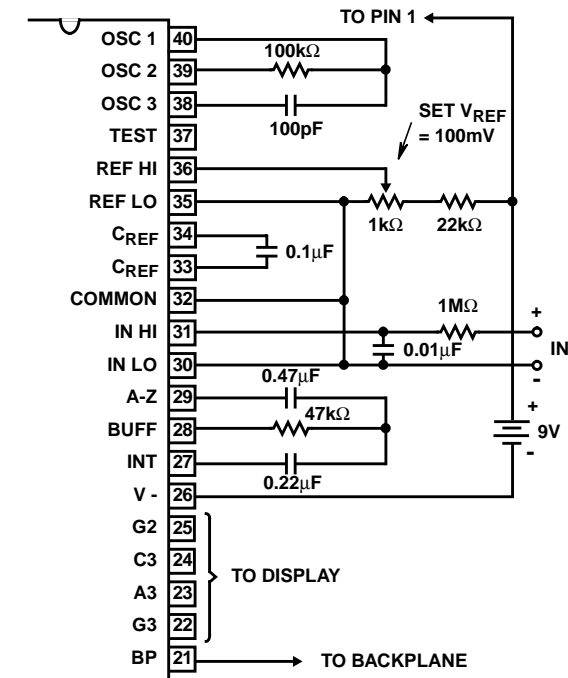 TO PIN 1
OSC 1 40
100kΩ
OSC 2 39
OSC 3 38
100pF
SET VREF
= 100mV
TEST 37
REF HI 36
REF LO 35
1kΩ 22kΩ
CREF 34
0.1µF
CREF 33
COMMON 32
1MΩ
+
IN HI 31
0.01µF
IN
IN LO 30
-
0.47µF
A-Z 29
+
47kΩ
BUFF 28
9V
-
INT 27
0.22µF
V - 26
G2 25
C3 24
TO DISPLAY
A3 23
G3 22
BP 21
TO BACKPLANE